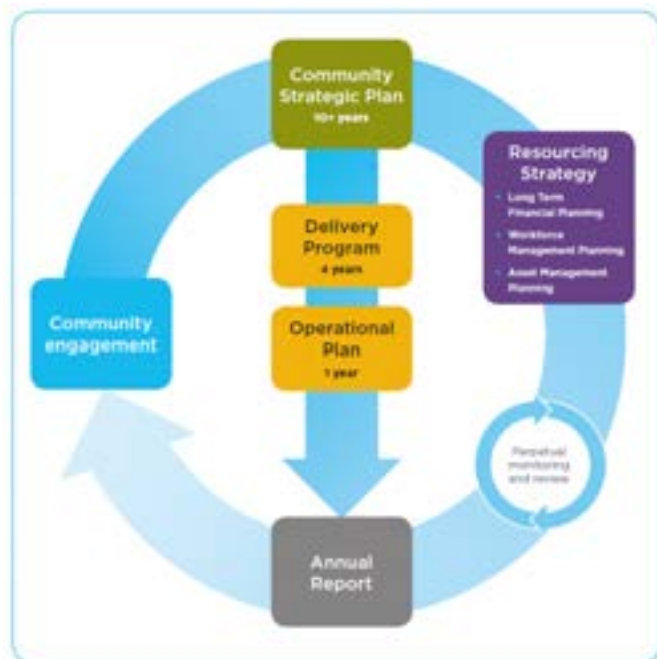 Community
Strategic Plan
10+ years
Resourcing
Strategy
• Long Term
Financial Planning
• Workforce
Management Planning
• Asset Management
Planning
Delivery
Program
4 years
Community
engagement
Operational
Plan
1 year
Perpetual
monitoring
and review
Annual
Report